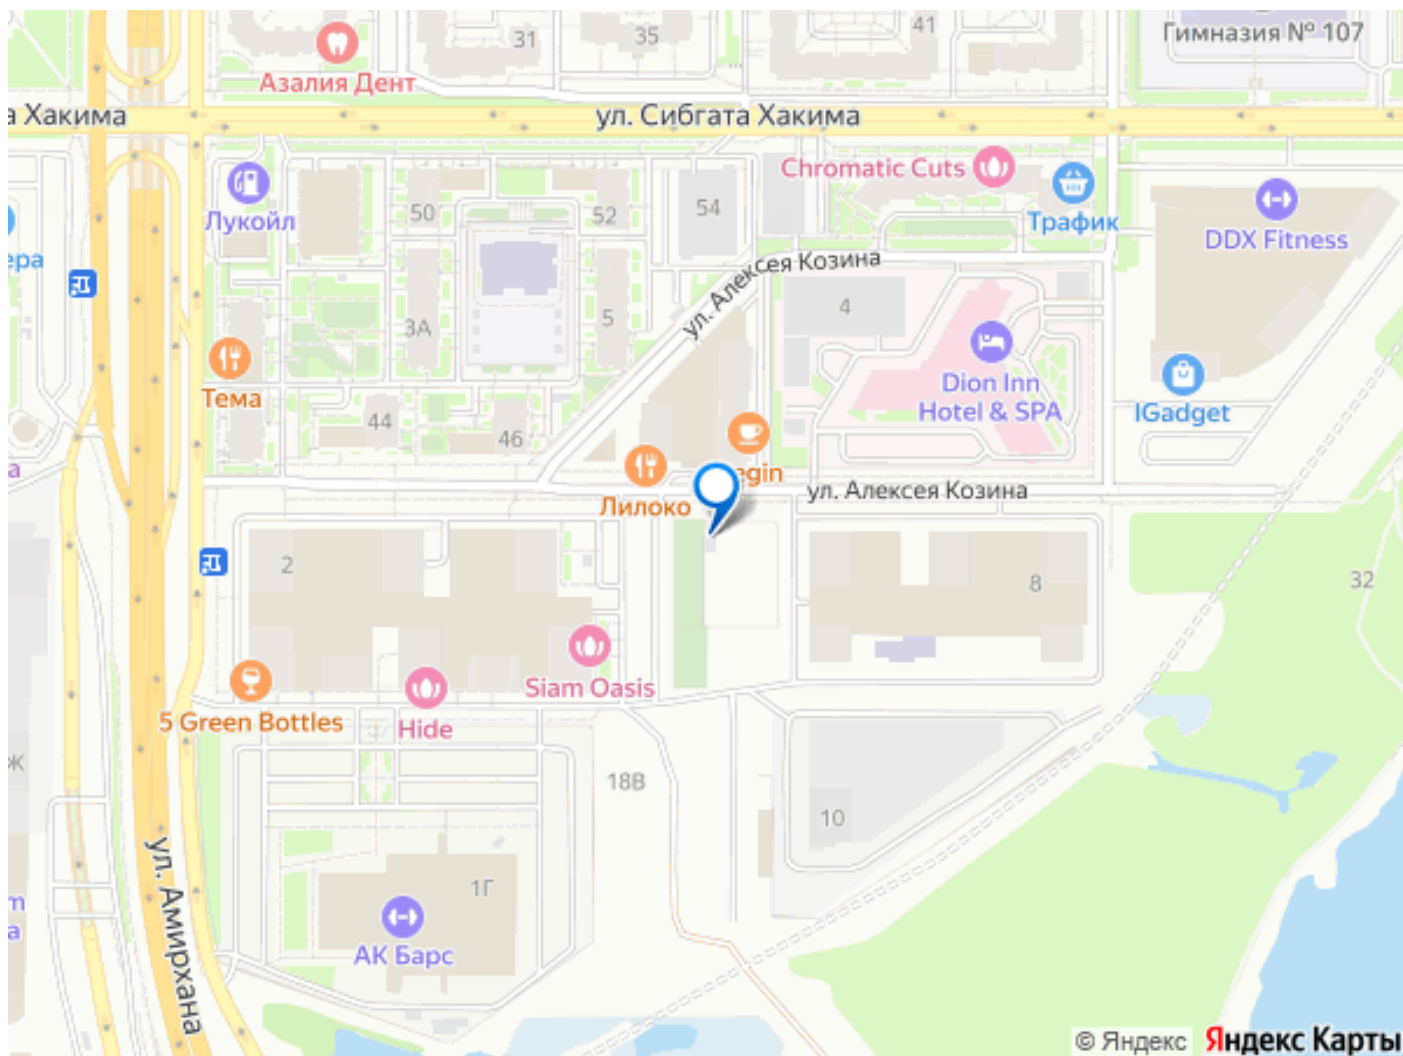 Гимназия № 107
41
35
31
Азалия Дент
а Хакима
ул. Сибгата Хакима
Chromatic Cuts
Лукойл
50
52
54
Трафик
DDX Fitness
ера
ул. Алексея Козина
4
3А
5
Тема
Dion Inn
Hotel & SPA
IGadget
44
46
а
egin
Лилоко
ул. Алексея Козина
2
8
32
Siam Oasis
5 Green Bottles
Hide
Ж
18В
10
ул. Амирхана
1Г
m
а
АК Барс
© Яндекс Яндекс Карты